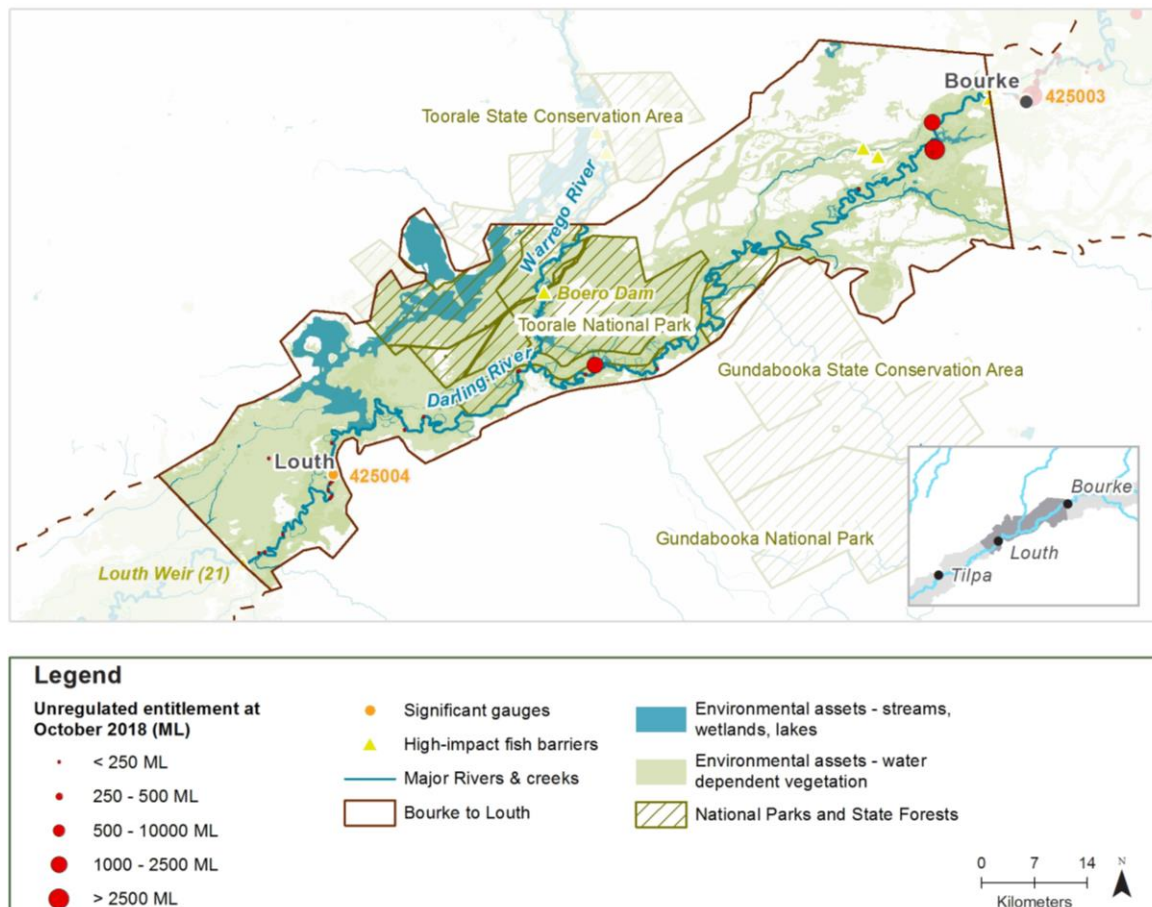 Bourke
425003
Toorale State Conservation Area
Warrego River
Boero Dam
Toorale National Park
Darling River
Gundabooka State Conservation Area
Louth
425004
Gundabooka National Park
Louth Weir (21)
Bourke
Louth
Tilpa
Legend
Unregulated entitlement at
October 2018 (ML)
< 250 ML
250 - 500 ML
500 - 10000 ML
1000 - 2500 ML
> 2500 ML
Significant gauges
High-impact fish barriers
Major Rivers & creeks
Bourke to Louth
Environmental assets - streams,
wetlands, lakes
Environmental assets - water
dependent vegetation
National Parks and State Forests
0 7 14
Kilometers
N